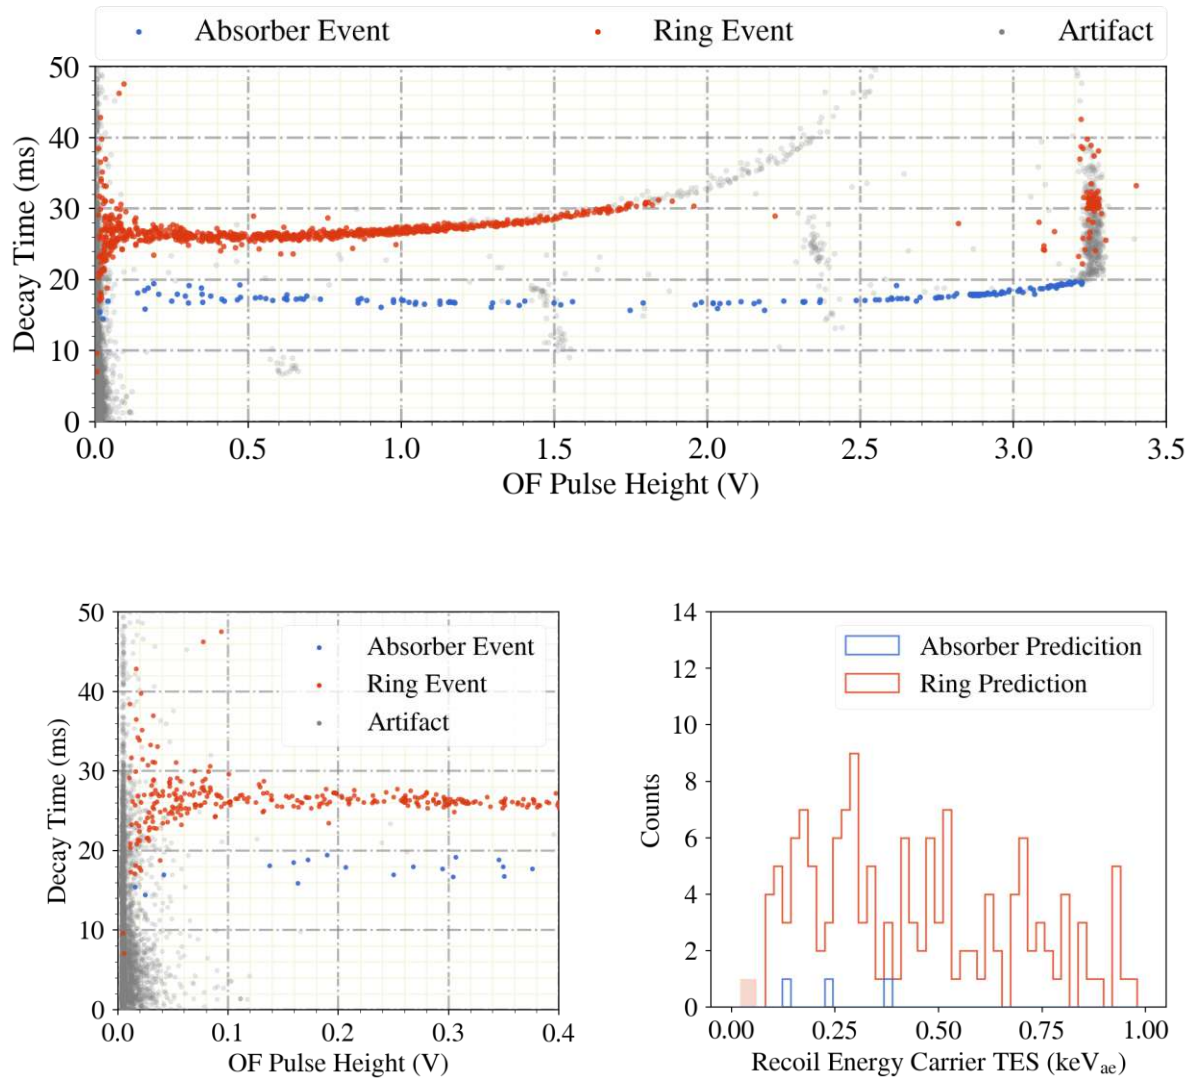 Absorber Event Ring Event Artifact
50
40
30
20
10
0
Decay Time (ms)
0.0 0.5 1.0 1.5 2.0 2.5 3.0 3.5
OF Pulse Height (V)
50
40
30
20
10
0
Decay Time (ms)
Absorber Event
Ring Event
Artifact
0.0 0.1 0.2 0.3 0.4
OF Pulse Height (V)
14
12
10
8
6
4
2
0
Counts
Absorber Predicition
Ring Prediction
0.00 0.25 0.50 0.75 1.00
Recoil Energy Carrier TES (keVae)